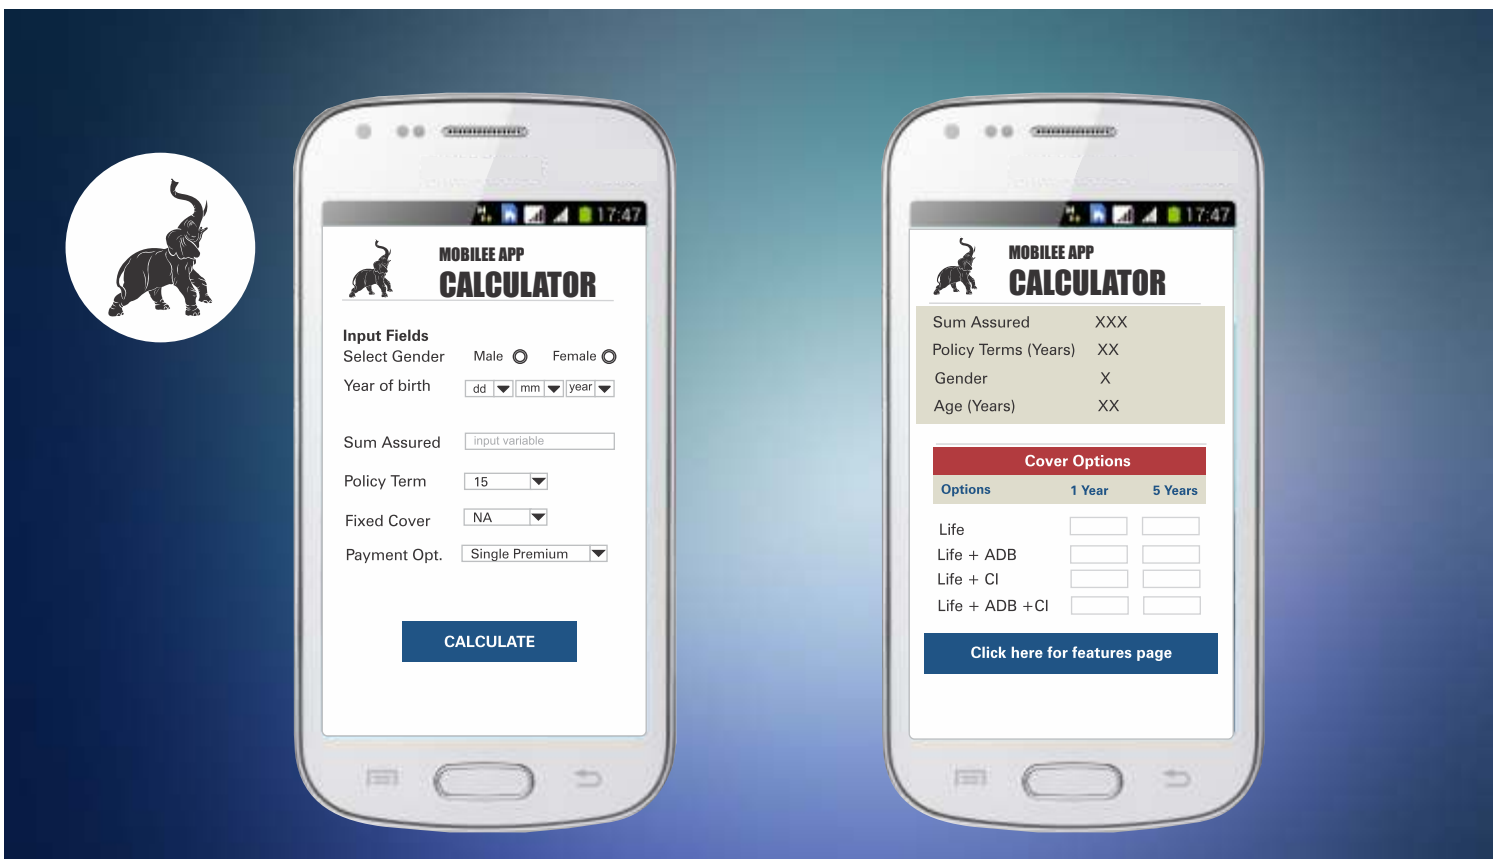 17:47
MOBILEE APP
CALCULATOR
Input Fields
Select Gender Male Female
Year of birth dd mm year
Sum Assured input variable
Policy Term 15
Fixed Cover NA
Payment Opt. Single Premium
CALCULATE
17:47
MOBILEE APP
CALCULATOR
Sum Assured XXX
Policy Terms (Years) XX
Gender X
Age (Years) XX
Cover Options
Options 1 Year 5 Years
Life
Life + ADB
Life + CI
Life + ADB +CI
Click here for features page